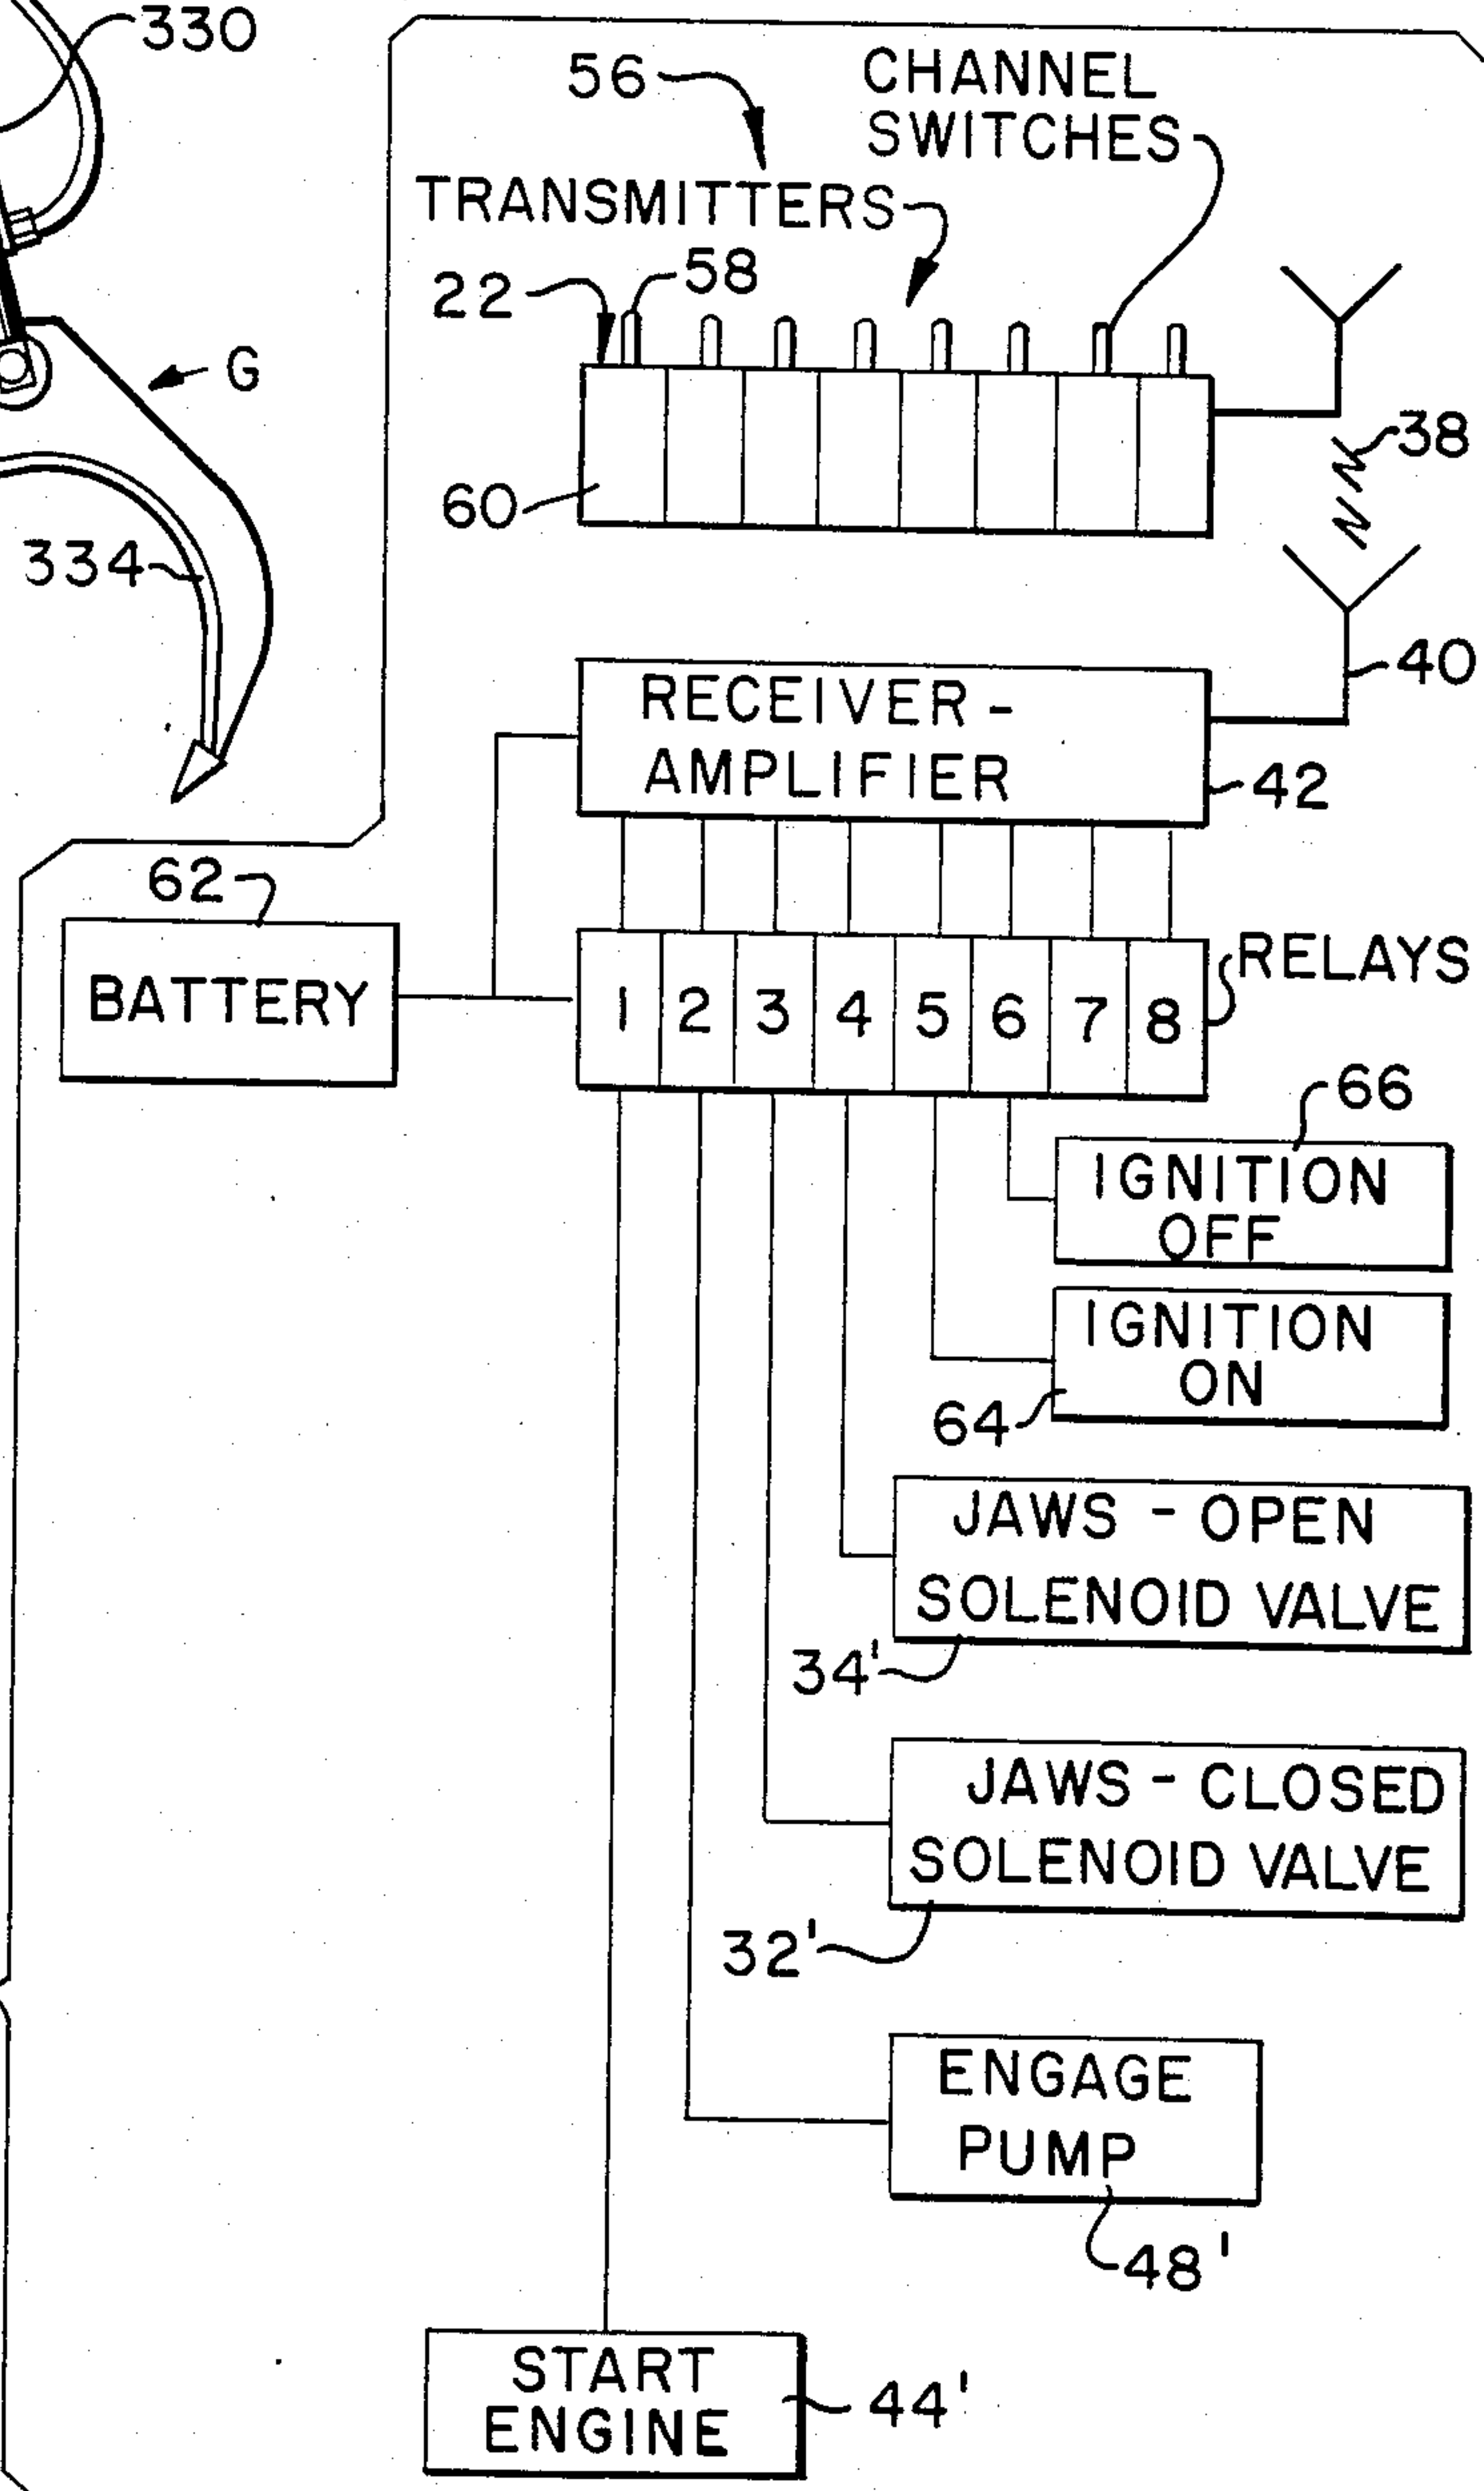 330
56
CHANNEL
SWITCHES
TRANSMITTERS
22
58
G
38
60
334
RECEIVER -
AMPLIFIER
40
42
62
BATTERY
1 2 3 4 5 6 7 8
RELAYS
66
IGNITION
OFF
IGNITION
ON
64
JAWS - OPEN
SOLENOID VALVE
34'
JAWS - CLOSED
SOLENOID VALVE
32'
ENGAGE
PUMP
48'
START
ENGINE
44'